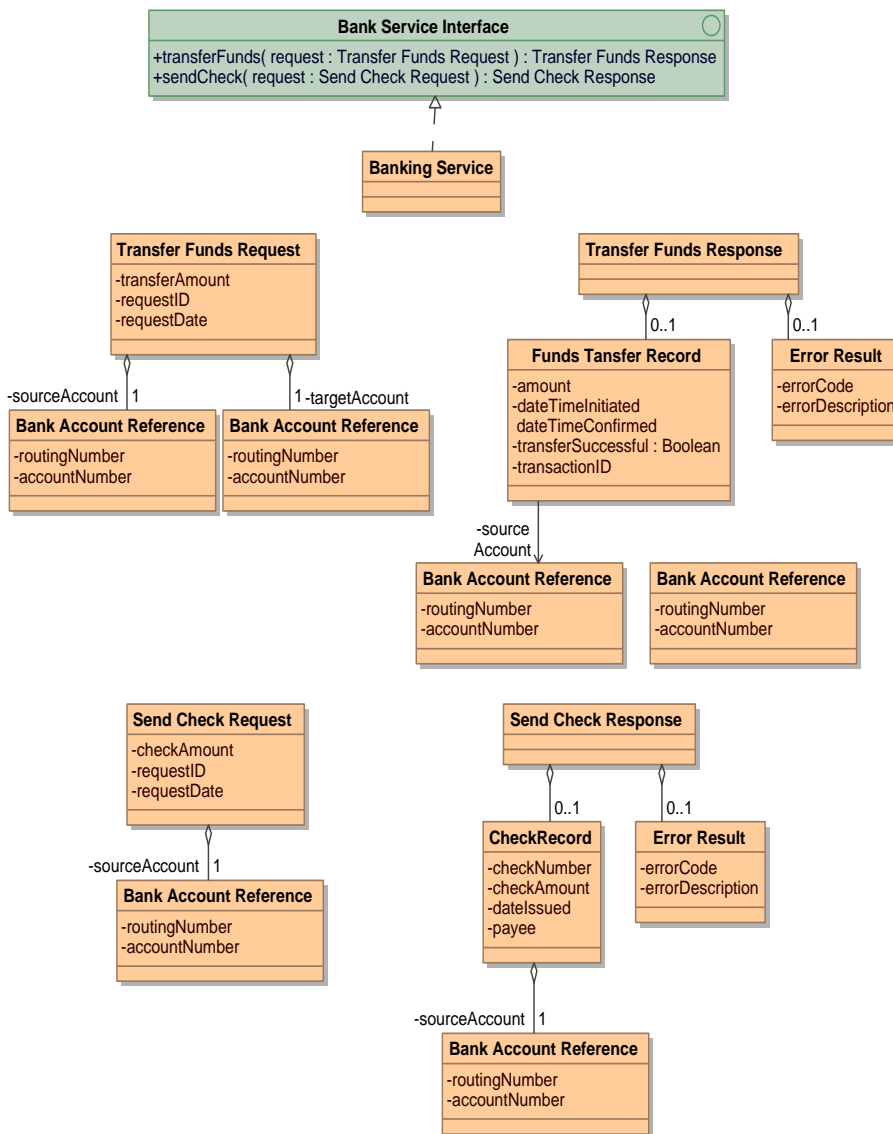 Bank Service Interface
+transferFunds( request : Transfer Funds Request ) : Transfer Funds Response
+sendCheck( request : Send Check Request ) : Send Check Response
Banking Service
Transfer Funds Request
-transferAmount
-requestID
-requestDate
-sourceAccount
1
1
-targetAccount
Bank Account Reference
-routingNumber
-accountNumber
Bank Account Reference
-routingNumber
-accountNumber
Transfer Funds Response
0..1
0..1
Funds Tansfer Record
-amount
-dateTimeInitiated
dateTimeConfirmed
-transferSuccessful : Boolean
-transactionID
Error Result
-errorCode
-errorDescription
-source
Account
Bank Account Reference
-routingNumber
-accountNumber
Bank Account Reference
-routingNumber
-accountNumber
Send Check Request
-checkAmount
-requestID
-requestDate
-sourceAccount
1
Bank Account Reference
-routingNumber
-accountNumber
Send Check Response
0..1
0..1
CheckRecord
-checkNumber
-checkAmount
-dateIssued
-payee
Error Result
-errorCode
-errorDescription
-sourceAccount
1
Bank Account Reference
-routingNumber
-accountNumber